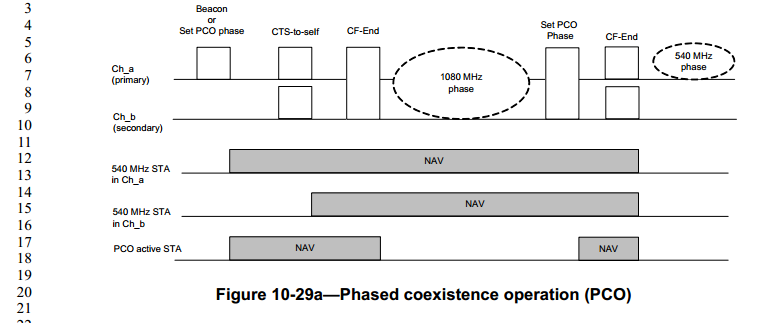 3
4
5
6
7
8
9
10
11
12
13
14
15
16
17
18
19
20
21
Beacon
or
Set PCO phase
CTS-to-self
CF-End
Set PCO
Phase
CF-End
Ch_a
(primary)
1080 MHz
phase
540 MHz
phase
Ch_b
(secondary)
540 MHz STA
in Ch_a
NAV
540 MHz STA
in Ch_b
NAV
PCO active STA
NAV
NAV
Figure 10-29a—Phased coexistence operation (PCO)